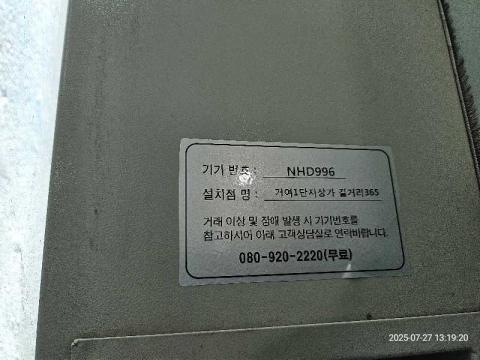 기기 번호 : NHD996
설치점 명 : 거여1단지상가 길거리365
거래 이상 및 장애 발생 시 기기번호를
참고하시어 아래 고객상담실로 연락바랍니다.
080-920-2220(무료)
2025-07-27 13:19:20